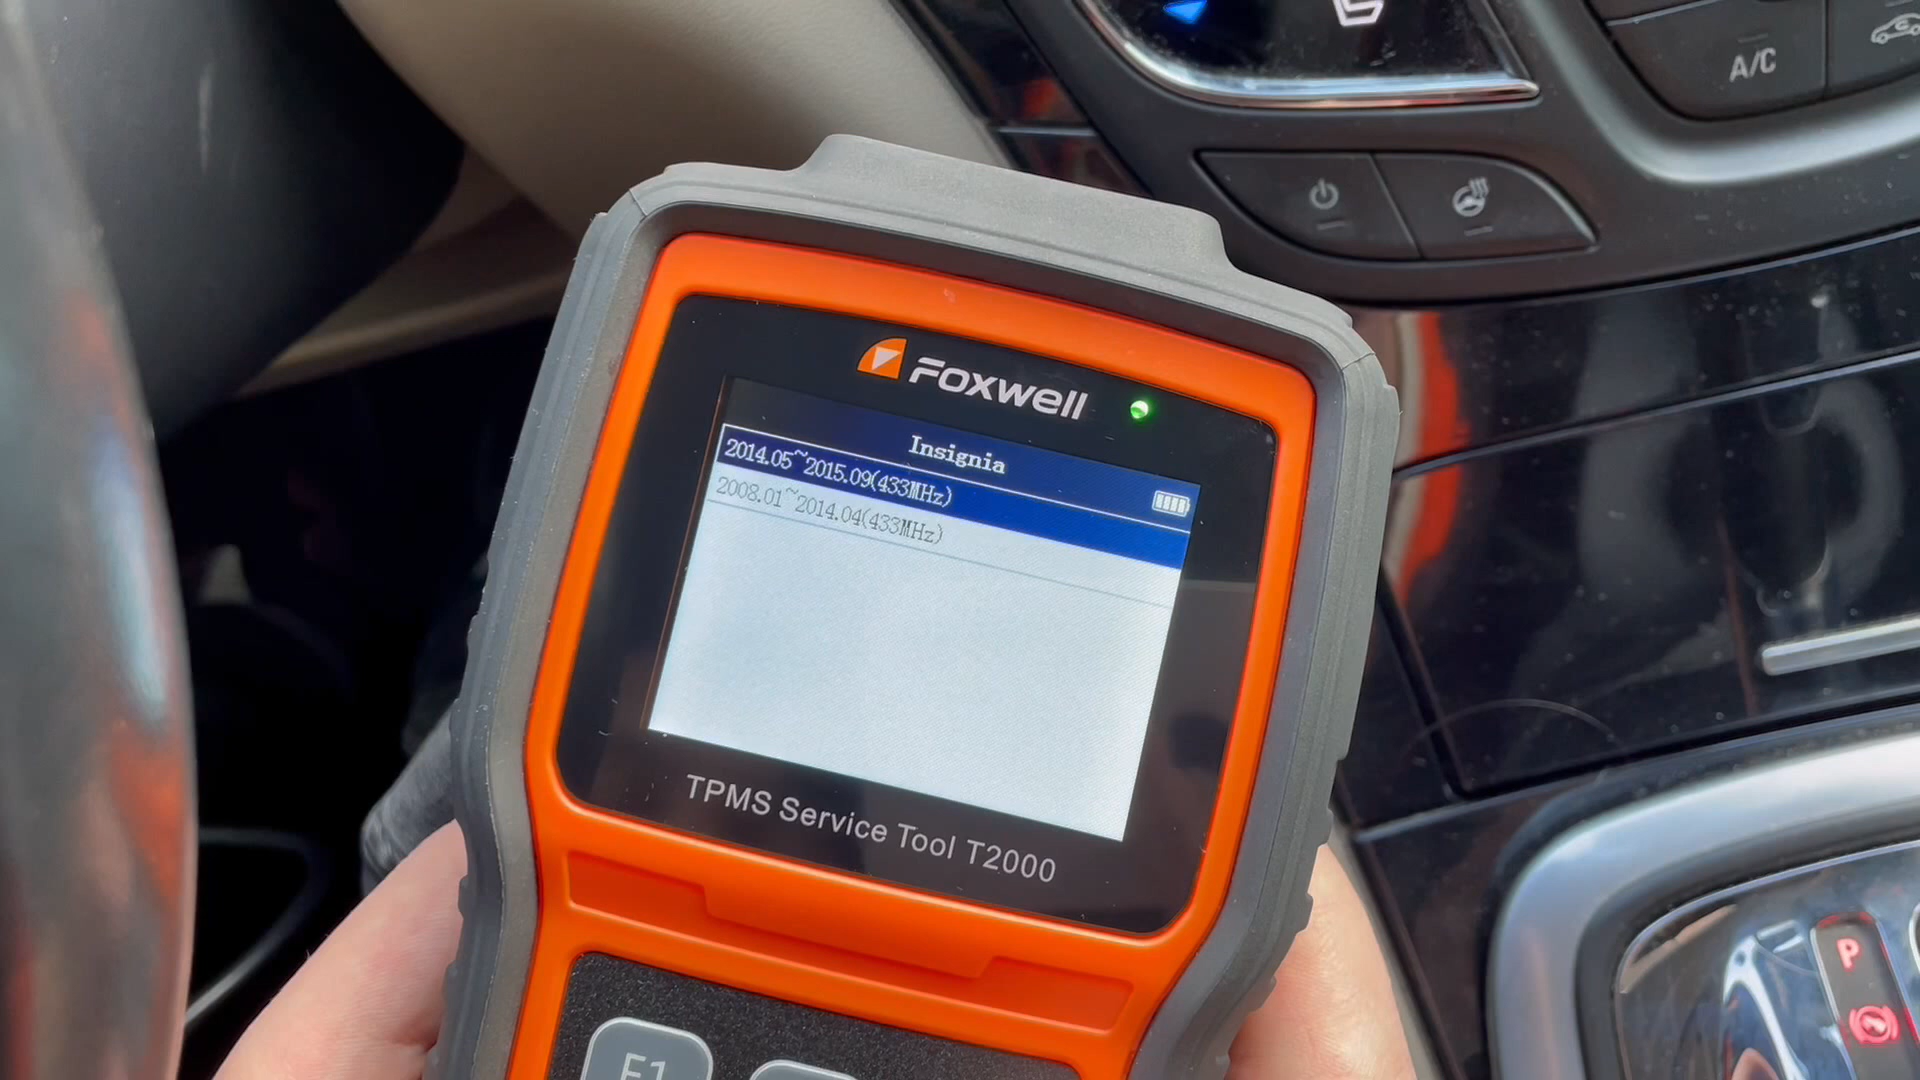 A/C
FOXWELL
Insignia
2014.05~2015.09(433MHz)
2008.01~2014.04(433MHz)
TPMS Service Tool T2000
P
F1